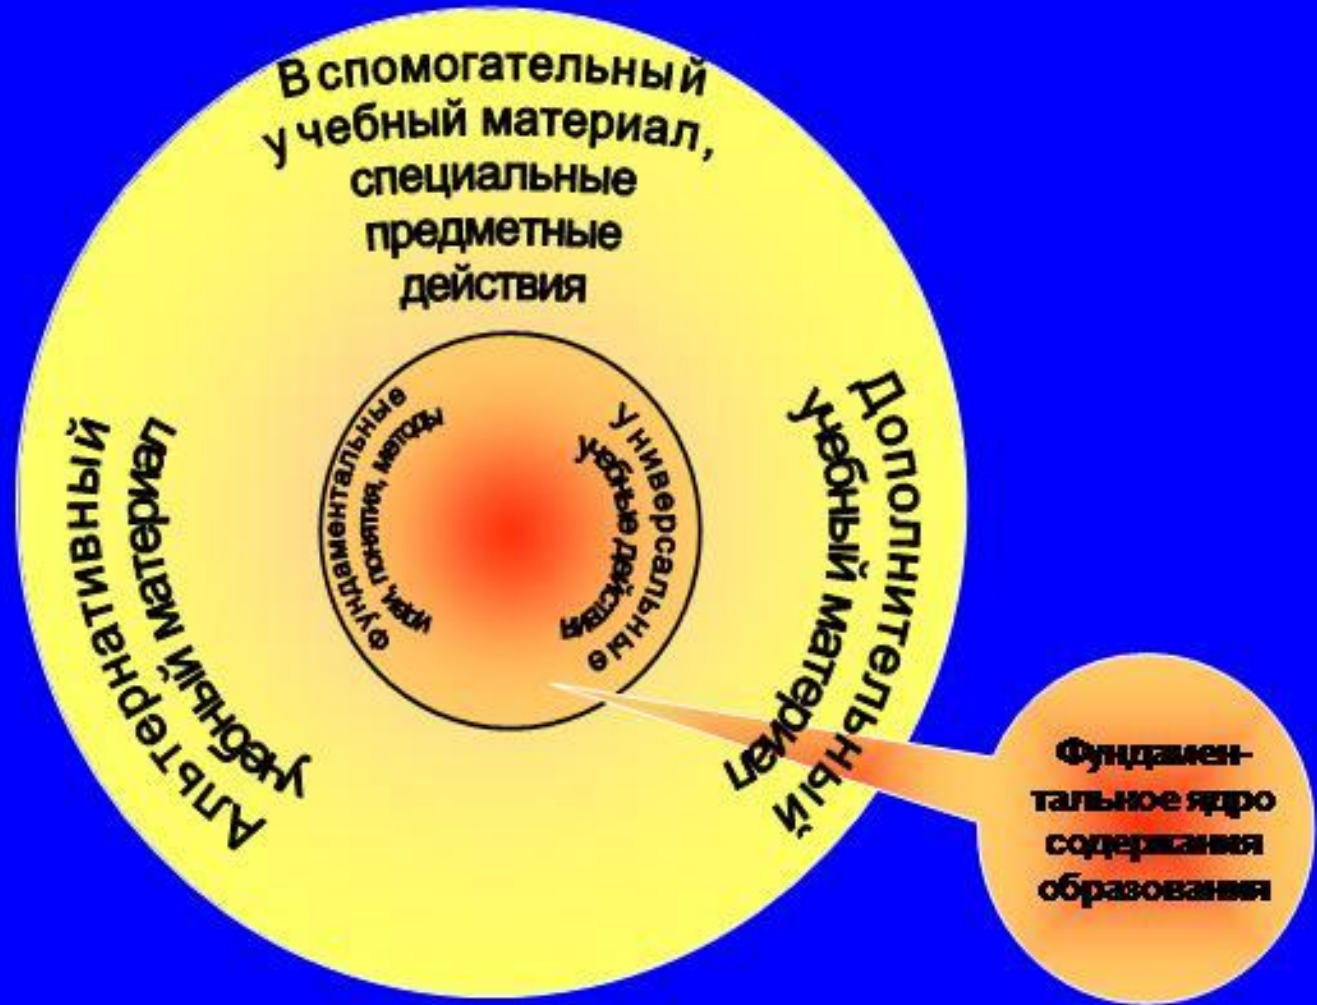 Вспомогательный
учебный материал,
специальные
предметные
действия
Альтернативный
учебный материал
Фундаментальные
идеи, понятия, методы
Универсальные
учебные действия
Дополнительный
учебный материал
Фундамен-
тальное ядро
содержания
образования